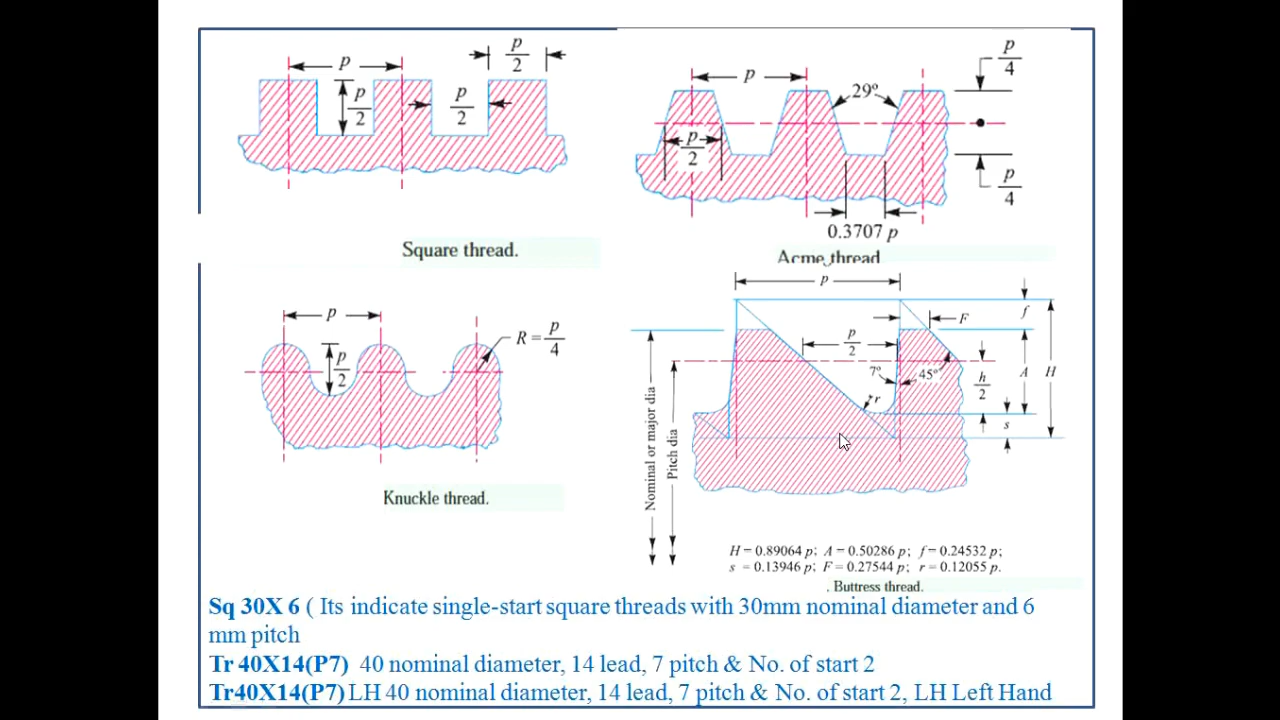 p
p
2
p
2
p
2
Square thread.
p
29°
p
4
p
2
p
4
0.3707 p
Acme thread
p
p
2
R = p
4
Knuckle thread.
p
f
F
p
2
7°
45°
h
2
A
H
r
s
Nominal or major dia
Pitch dia
H = 0.89064 p; A = 0.50286 p; f = 0.24532 p;
s = 0.13946 p; F = 0.27544 p; r = 0.12055 p.
. Buttress thread.
Sq 30X 6 ( Its indicate single-start square threads with 30mm nominal diameter and 6
mm pitch
Tr 40X14(P7) 40 nominal diameter, 14 lead, 7 pitch & No. of start 2
Tr40X14(P7) LH 40 nominal diameter, 14 lead, 7 pitch & No. of start 2, LH Left Hand